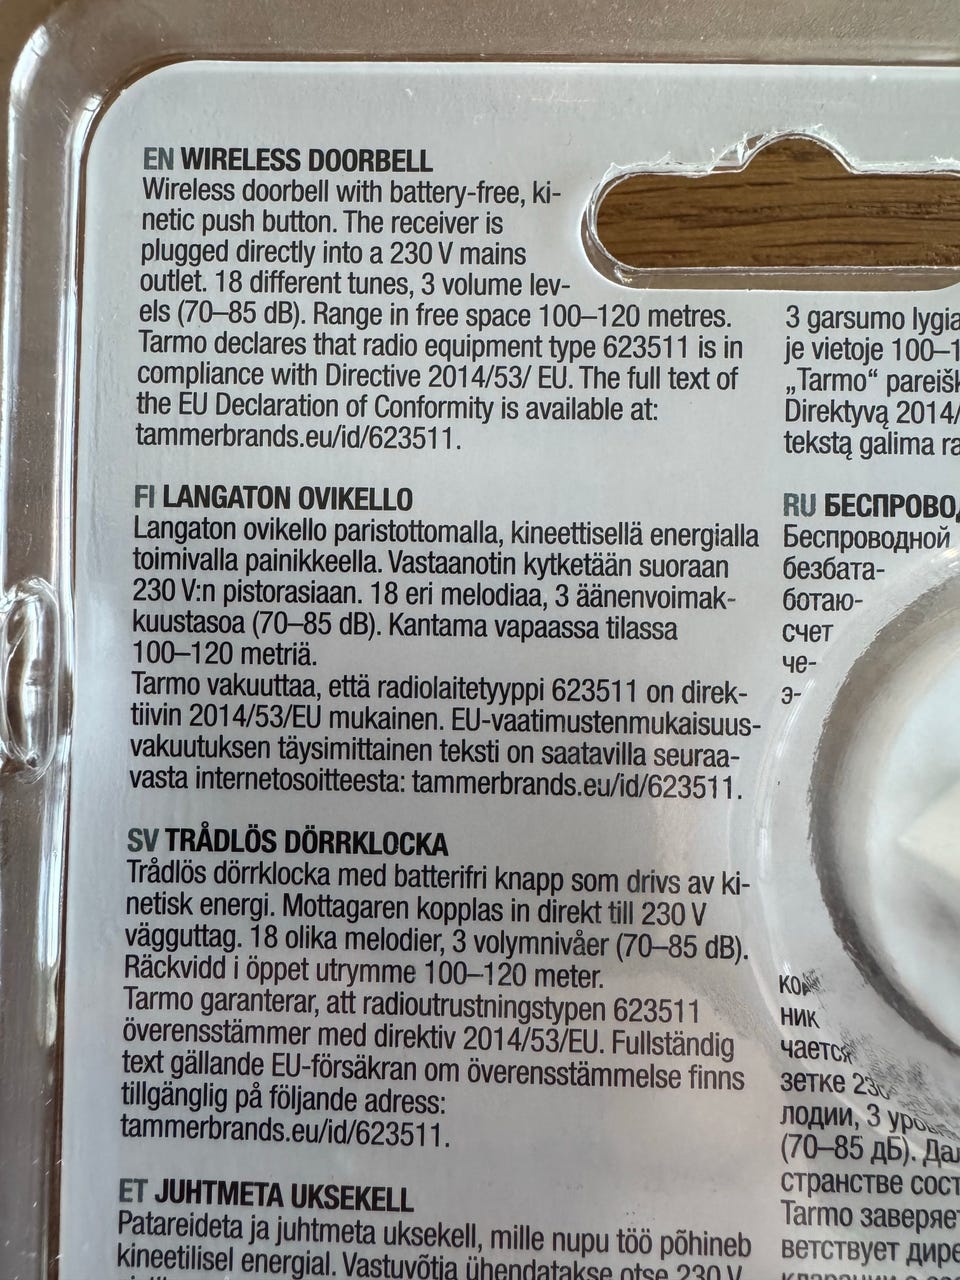 EN WIRELESS DOORBELL
Wireless doorbell with battery-free, ki-
netic push button. The receiver is
plugged directly into a 230 V mains
outlet. 18 different tunes, 3 volume lev-
els (70–85 dB). Range in free space 100–120 metres.
Tarmo declares that radio equipment type 623511 is in
compliance with Directive 2014/53/ EU. The full text of
the EU Declaration of Conformity is available at:
tammerbrands.eu/id/623511.
FI LANGATON OVIKELLO
Langaton ovikello paristottomalla, kineettisellä energialla
toimivalla painikkeella. Vastaanotin kytketään suoraan
230 V:n pistorasiaan. 18 eri melodiaa, 3 äänenvoimak-
kuustasoa (70–85 dB). Kantama vapaassa tilassa
100–120 metriä.
Tarmo vakuuttaa, että radiolaitetyyppi 623511 on direk-
tiivin 2014/53/EU mukainen. EU-vaatimustenmukaisuus-
vakuutuksen täysimittainen teksti on saatavilla seuraa-
vasta internetosoitteesta: tammerbrands.eu/id/623511.
SV TRÅDLÖS DÖRRKLOCKA
Trådlös dörrklocka med batterifri knapp som drivs av ki-
netisk energi. Mottagaren kopplas in direkt till 230 V
vägguttag. 18 olika melodier, 3 volymnivåer (70–85 dB).
Räckvidd i öppet utrymme 100–120 meter.
Tarmo garanterar, att radioutrustningstypen 623511
överensstämmer med direktiv 2014/53/EU. Fullständig
text gällande EU-försäkran om överensstämmelse finns
tillgänglig på följande adress:
tammerbrands.eu/id/623511.
ET JUHTMETA UKSEKELL
Patareideta ja juhtmeta uksekell, mille nupu töö põhineb
kineetilisel energial. Vastuvõtja ühendatakse otse 230 V
3 garsumo lygia
je vietoje 100–1
„Tarmo“ pareišk
Direktyvą 2014/
tekstą galima ra
RU БЕСПРОВОД
Беспроводной
безбата-
ботаю-
счет
че-
э-
ник
чается
зетке 230
лодии, 3 уров
(70–85 дБ). Дал
странстве сост
Tarmo заверяет
ветствует дире